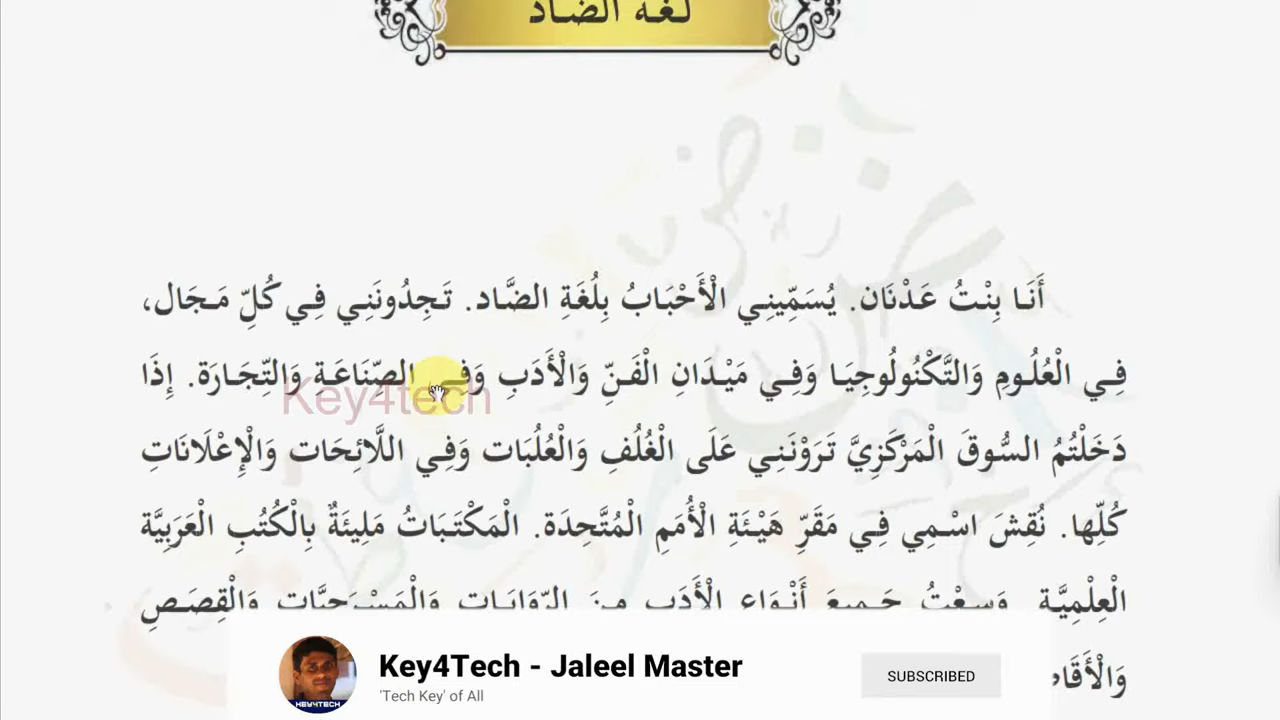 لغة الضاد
أَنَا بِنْتُ عَدْنَان. يُسَمِّينِي الْأَحْبَابُ بِلُغَةِ الضَّاد. تَجِدُونَنِي فِي كُلِّ مَجَال،
فِي الْعُلُومِ وَالتَّكْنُولُوجِيَا وَفِي مَيْدَانِ الْفَنِّ وَالْأَدَبِ وَفِي الصِّنَاعَةِ وَالتِّجَارَة. إِذَا
Key4tech
دَخَلْتُمُ السُّوقَ الْمَرْكَزِيَّ تَرَوْنَنِي عَلَى الْغُلُفِ وَالْعُلُبَات وَفِي اللَّائِحَات وَالْإِعْلَانَاتِ
كُلِّهَا. نُقِشَ اسْمِي فِي مَقَرِّ هَيْئَةِ الْأُمَمِ الْمُتَّحِدَة. الْمَكْتَبَاتُ مَلِيئَةٌ بِالْكُتُبِ الْعَرَبِيَّة
الْعِلْمِيَّة وَسِعْتُ جَمِيعَ أَنْوَاعِ الْأَدَبِ مِنَ الرِّوَايَات وَالْمَسْرَحِيَّات وَالْقِصَصِ
Key4Tech - Jaleel Master
'Tech Key' of All
SUBSCRIBED
KEY4TECH